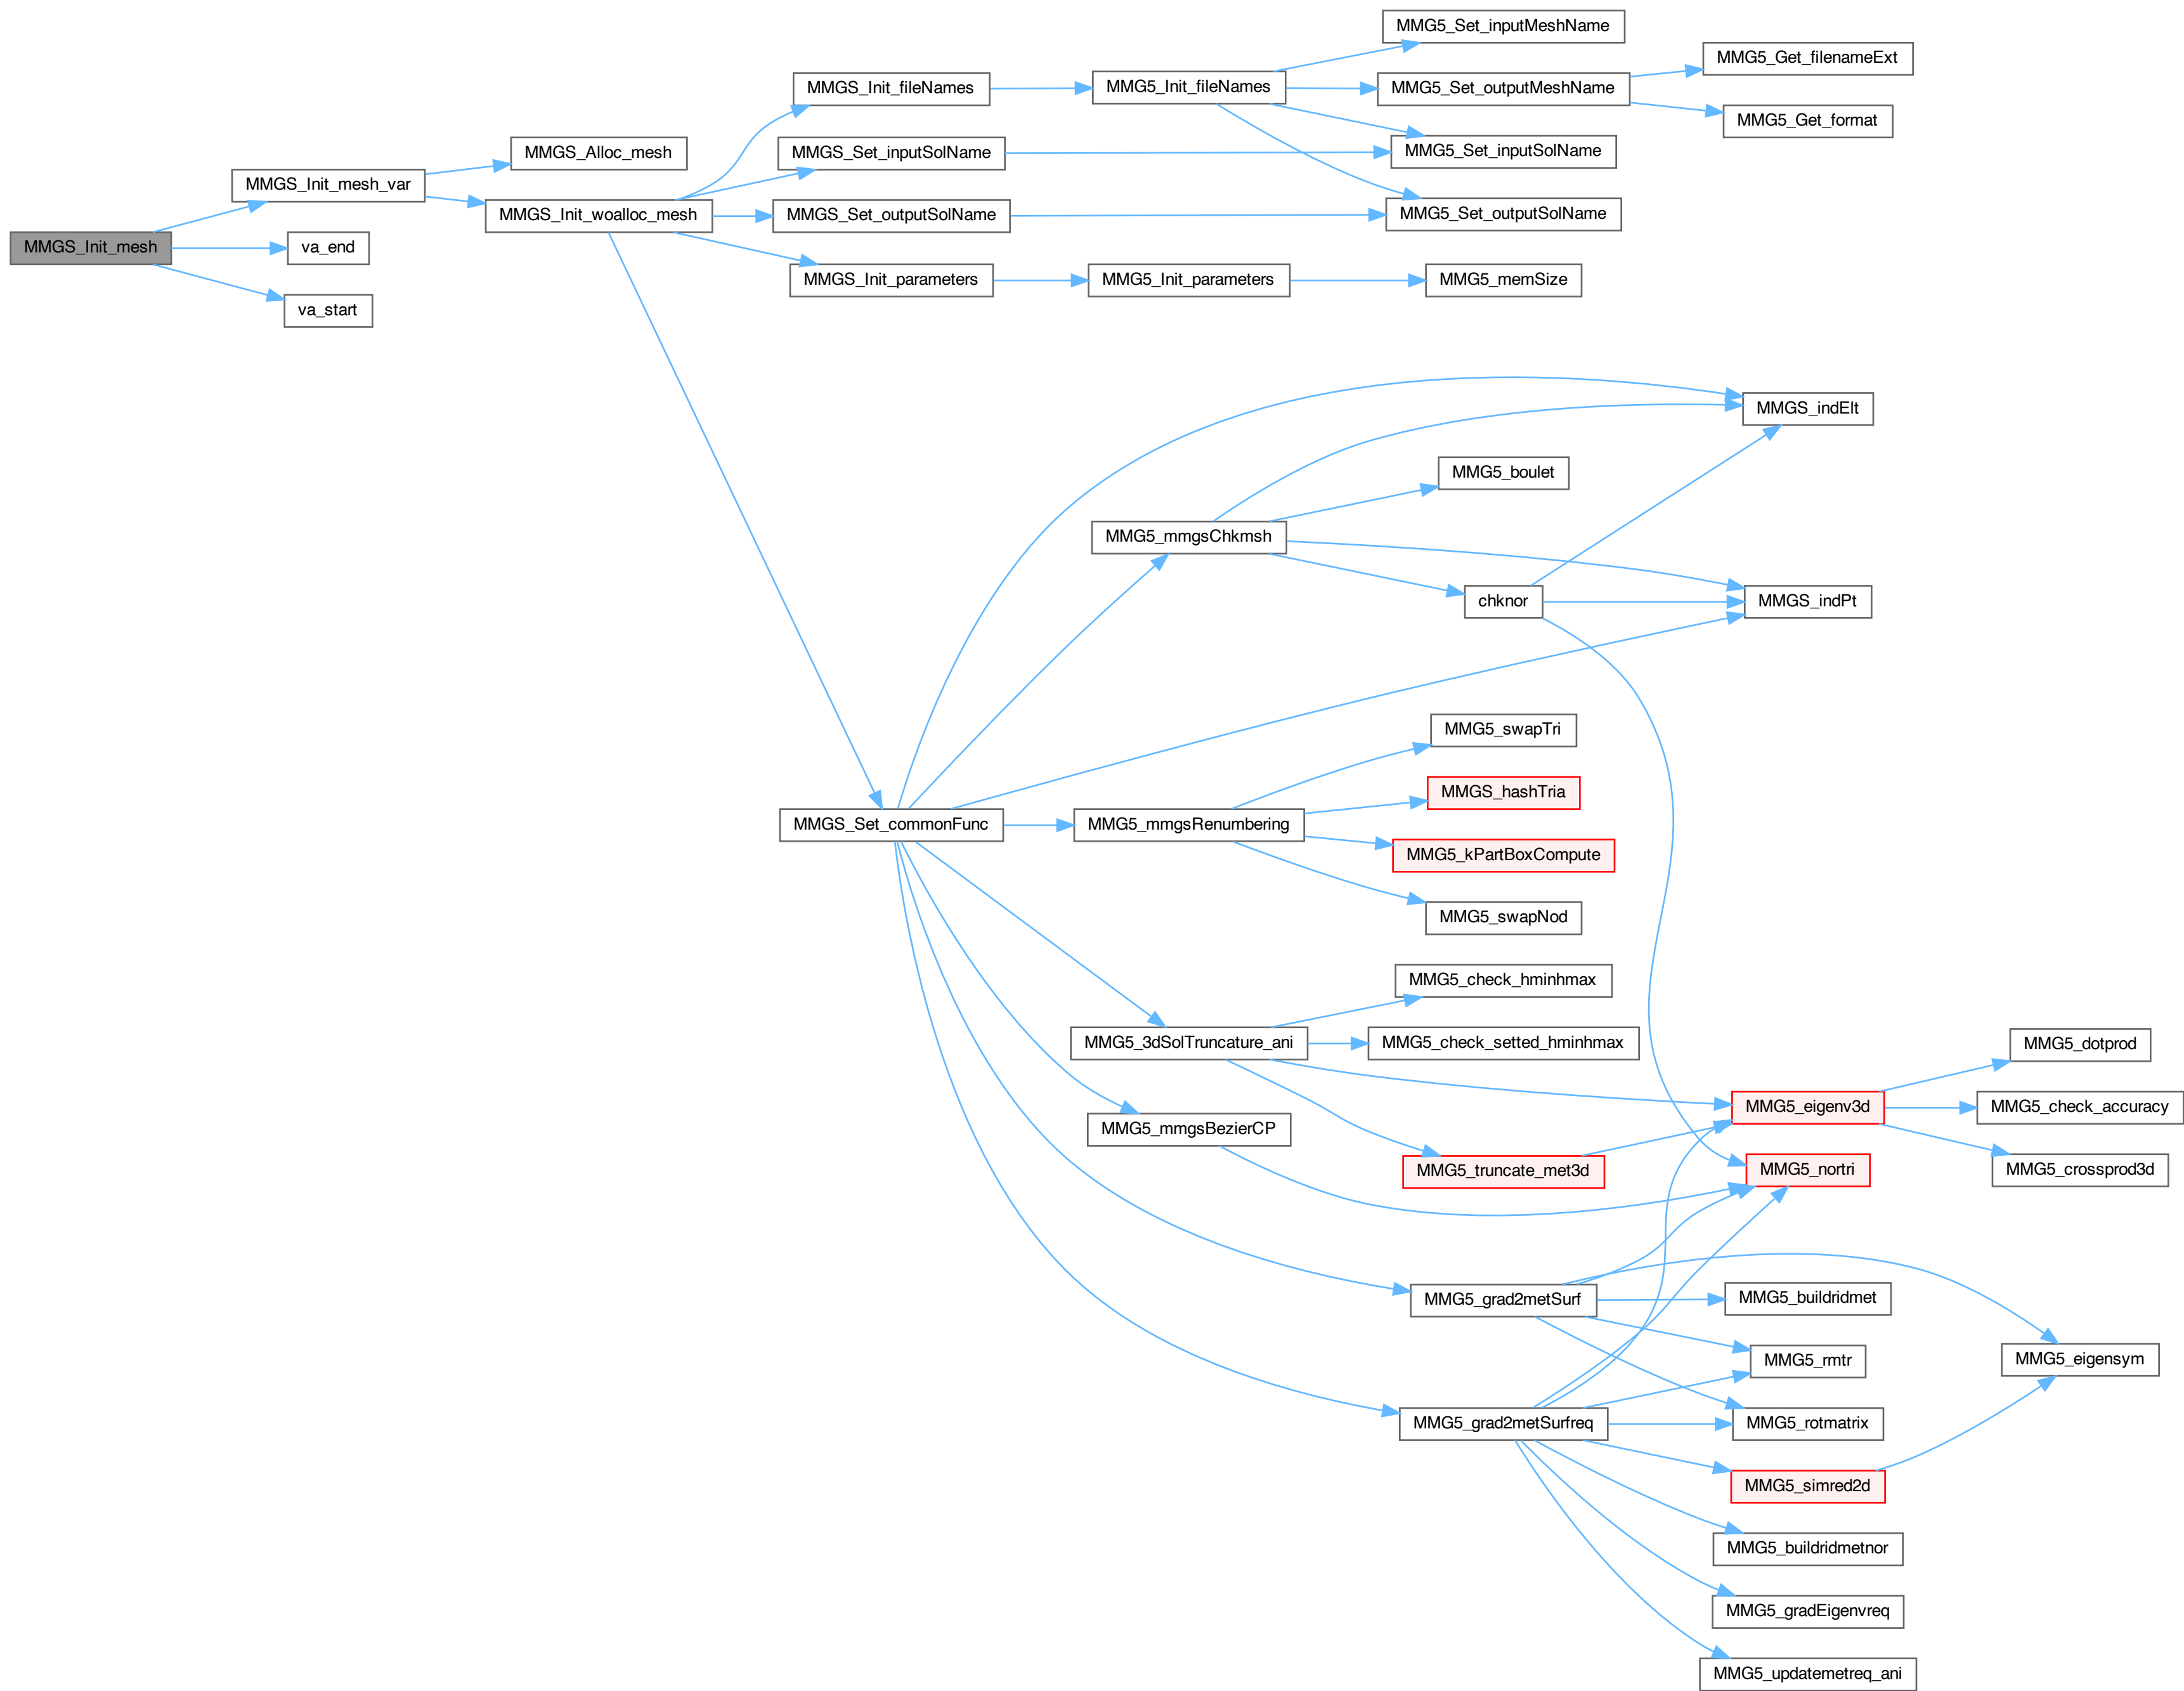 MMG5_Set_inputMeshName
MMG5_Get_filenameExt
MMGS_Init_fileNames
MMG5_Init_fileNames
MMG5_Set_outputMeshName
MMG5_Get_format
MMGS_Alloc_mesh
MMGS_Set_inputSolName
MMG5_Set_inputSolName
MMGS_Init_mesh_var
MMGS_Init_woalloc_mesh
MMGS_Set_outputSolName
MMG5_Set_outputSolName
MMGS_Init_mesh
va_end
MMGS_Init_parameters
MMG5_Init_parameters
MMG5_memSize
va_start
MMGS_indElt
MMG5_boulet
MMG5_mmgsChkmsh
chknor
MMGS_indPt
MMG5_swapTri
MMGS_hashTria
MMGS_Set_commonFunc
MMG5_mmgsRenumbering
MMG5_kPartBoxCompute
MMG5_swapNod
MMG5_check_hminhmax
MMG5_3dSolTruncature_ani
MMG5_check_setted_hminhmax
MMG5_dotprod
MMG5_eigenv3d
MMG5_check_accuracy
MMG5_mmgsBezierCP
MMG5_truncate_met3d
MMG5_nortri
MMG5_crossprod3d
MMG5_grad2metSurf
MMG5_buildridmet
MMG5_rmtr
MMG5_eigensym
MMG5_grad2metSurfreq
MMG5_rotmatrix
MMG5_simred2d
MMG5_buildridmetnor
MMG5_gradEigenvreq
MMG5_updatemetreq_ani